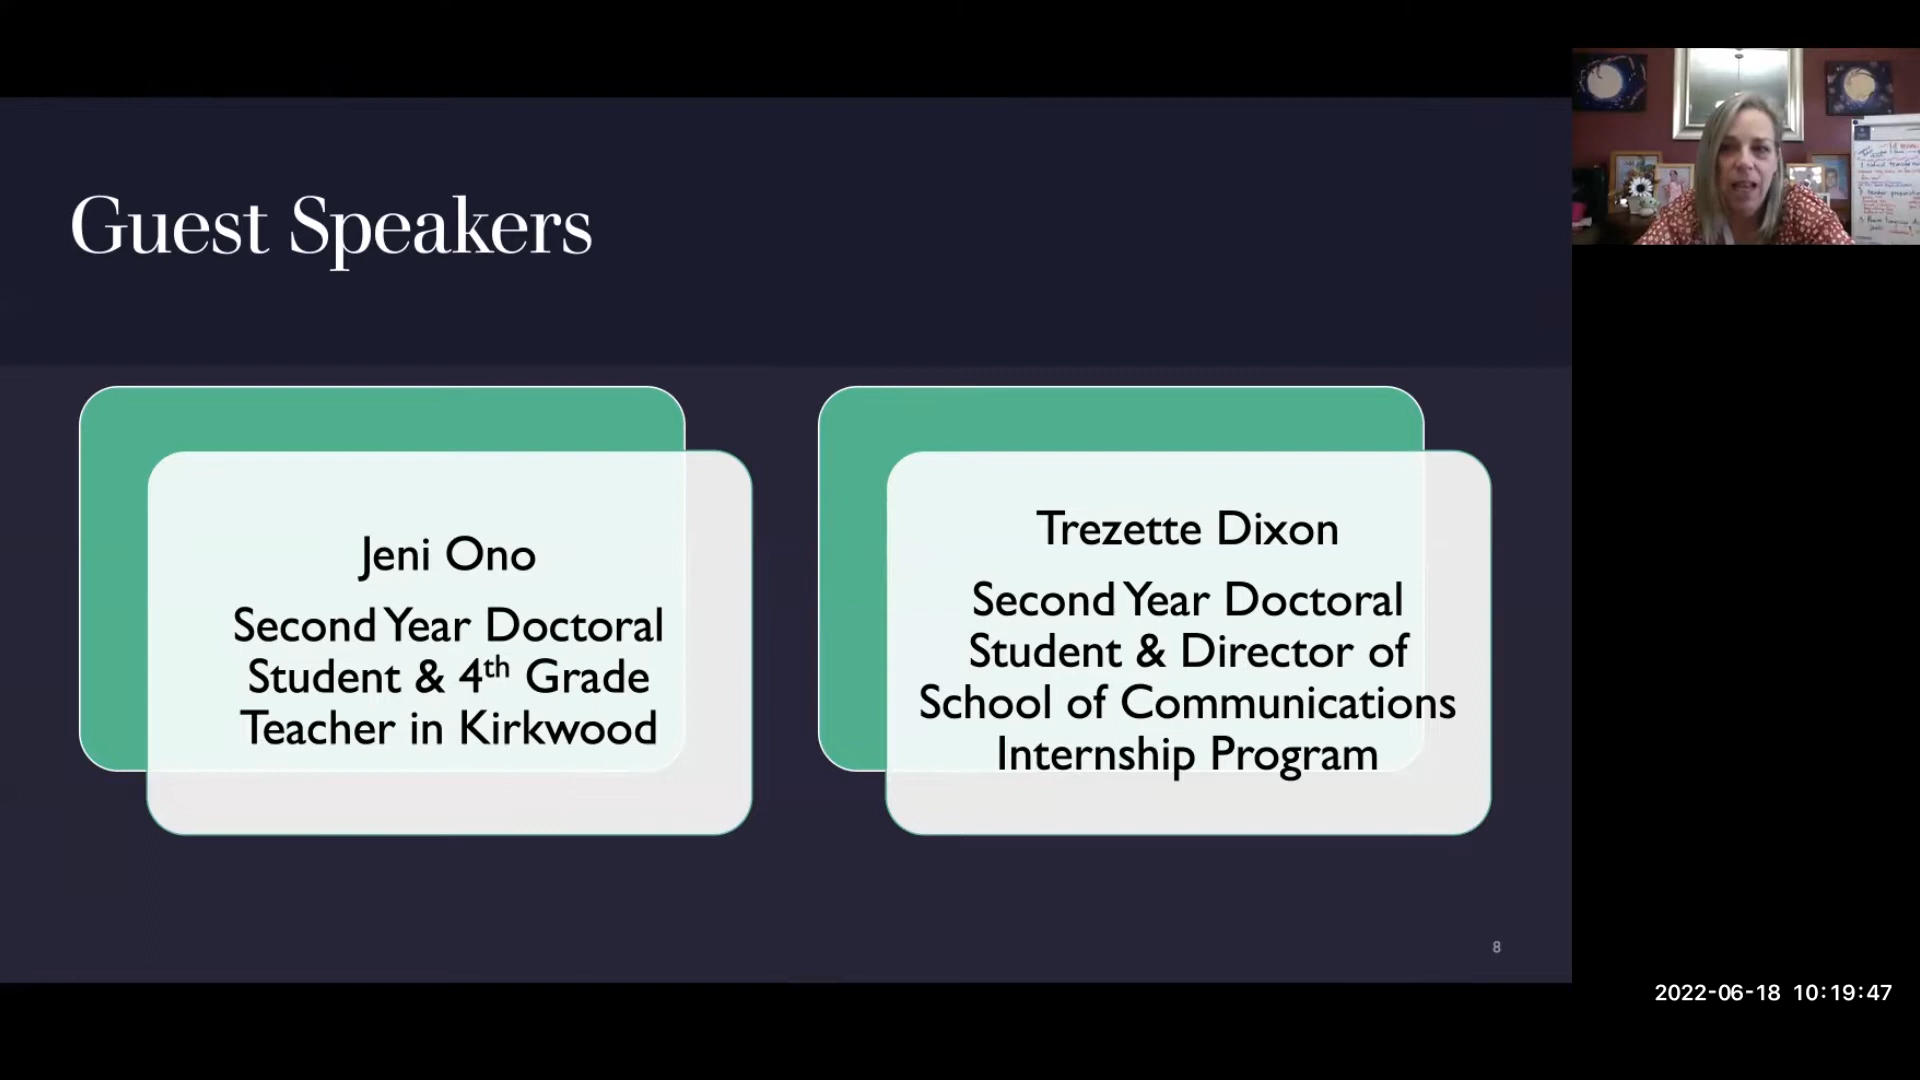 Guest Speakers
Jeni Ono
Second Year Doctoral
Student & 4th Grade
Teacher in Kirkwood
Trezette Dixon
Second Year Doctoral
Student & Director of
School of Communications
Internship Program
8
2022-06-18 10:19:47